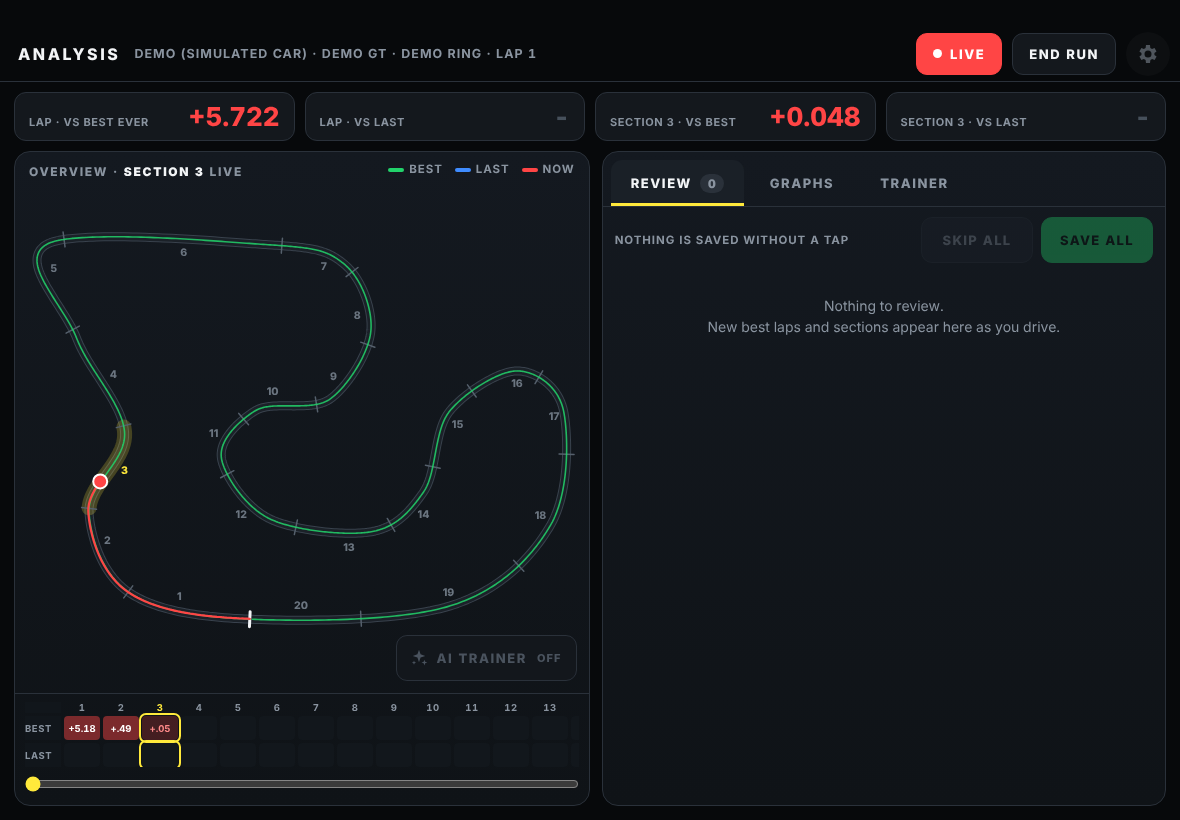 ANALYSIS DEMO (SIMULATED CAR) · DEMO GT · DEMO RING · LAP 1
LIVE
END RUN
LAP · VS BEST EVER +5.722
LAP · VS LAST –
SECTION 3 · VS BEST +0.048
SECTION 3 · VS LAST –
OVERVIEW · SECTION 3 LIVE
BEST LAST NOW
5
6
7
8
4
9
10
16
17
11
15
3
12
14
18
2
13
1
20
19
AI TRAINER OFF
1 2 3 4 5 6 7 8 9 10 11 12 13
BEST +5.18 +.49 +.05
LAST
REVIEW 0 GRAPHS TRAINER
NOTHING IS SAVED WITHOUT A TAP
SKIP ALL
SAVE ALL
Nothing to review.
New best laps and sections appear here as you drive.